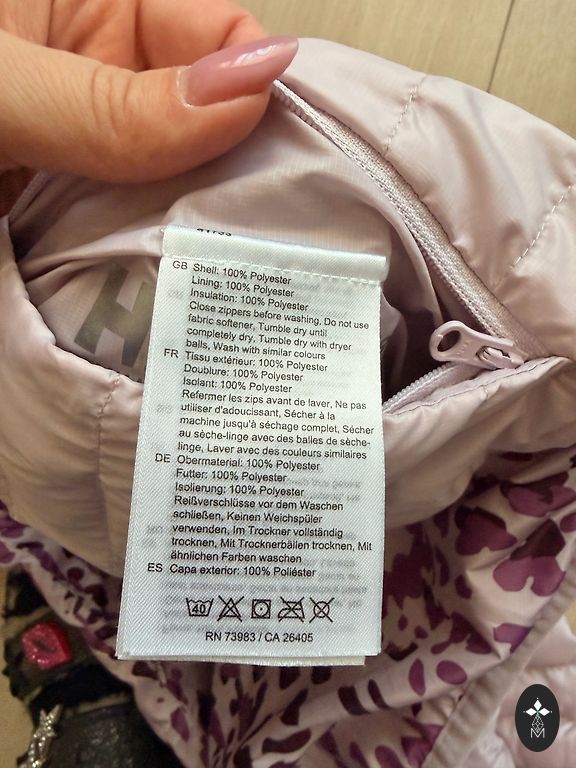 GB Shell: 100% Polyester
Lining: 100% Polyester
Insulation: 100% Polyester
Close zippers before washing, Do not use
fabric softener, Tumble dry until
completely dry, Tumble dry with dryer
balls, Wash with similar colours
FR Tissu extérieur: 100% Polyester
Doublure: 100% Polyester
Isolant: 100% Polyester
Refermer les zips avant de laver, Ne pas
utiliser d'adoucissant, Sécher à la
machine jusqu'à séchage complet, Sécher
au sèche-linge avec des balles de sèche-
linge, Laver avec des couleurs similaires
DE Obermaterial: 100% Polyester
Futter: 100% Polyester
Isolierung: 100% Polyester
Reißverschlüsse vor dem Waschen
schließen, Keinen Weichspüler
verwenden, Im Trockner vollständig
trocknen, Mit Trocknerbällen trocknen, Mit
ähnlichen Farben waschen
ES Capa exterior: 100% Poliéster
40
RN 73983 / CA 26405
H
M